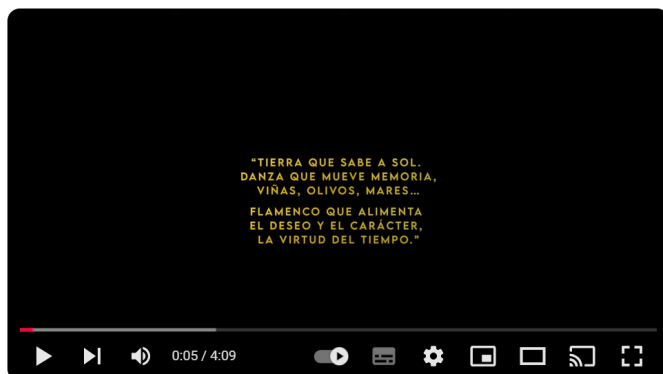 “TIERRA QUE SABE A SOL.
DANZA QUE MUEVE MEMORIA,
VIÑAS, OLIVOS, MARES…
FLAMENCO QUE ALIMENTA
EL DESEO Y EL CARÁCTER,
LA VIRTUD DEL TIEMPO.”
0:05 / 4:09